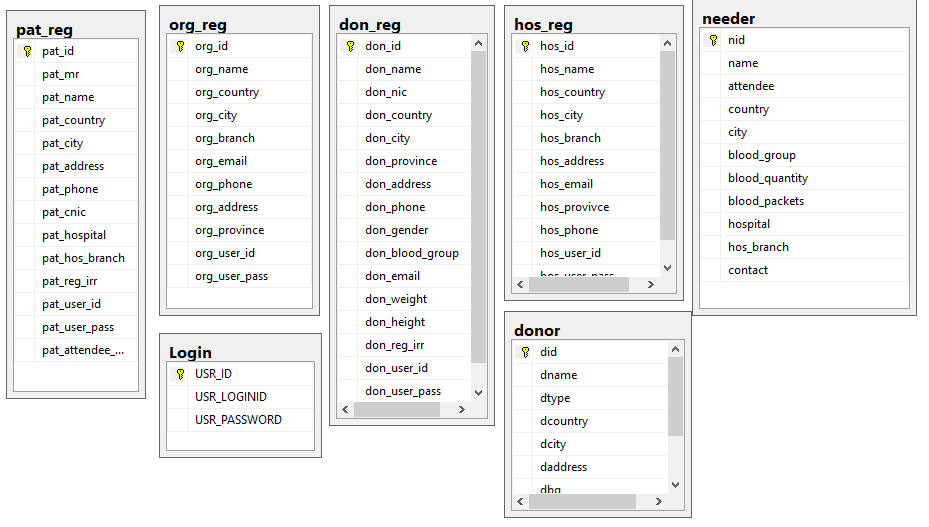 pat_reg
pat_id
pat_mr
pat_name
pat_country
pat_city
pat_address
pat_phone
pat_cnic
pat_hospital
pat_hos_branch
pat_reg_irr
pat_user_id
pat_user_pass
pat_attendee_...
org_reg
org_id
org_name
org_country
org_city
org_branch
org_email
org_phone
org_address
org_province
org_user_id
org_user_pass
Login
USR_ID
USR_LOGINID
USR_PASSWORD
don_reg
don_id
don_name
don_nic
don_country
don_city
don_province
don_address
don_phone
don_gender
don_blood_group
don_email
don_weight
don_height
don_reg_irr
don_user_id
don_user_pass
hos_reg
hos_id
hos_name
hos_country
hos_city
hos_branch
hos_address
hos_email
hos_provivce
hos_phone
hos_user_id
hos_user_pass
donor
did
dname
dtype
dcountry
dcity
daddress
dbg
needer
nid
name
attendee
country
city
blood_group
blood_quantity
blood_packets
hospital
hos_branch
contact